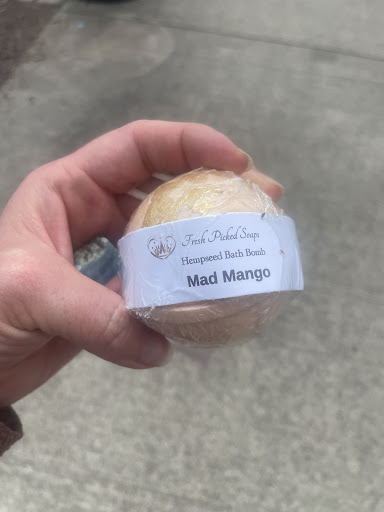 Fresh Picked Soaps
Hempseed Bath Bomb
Mad Mango